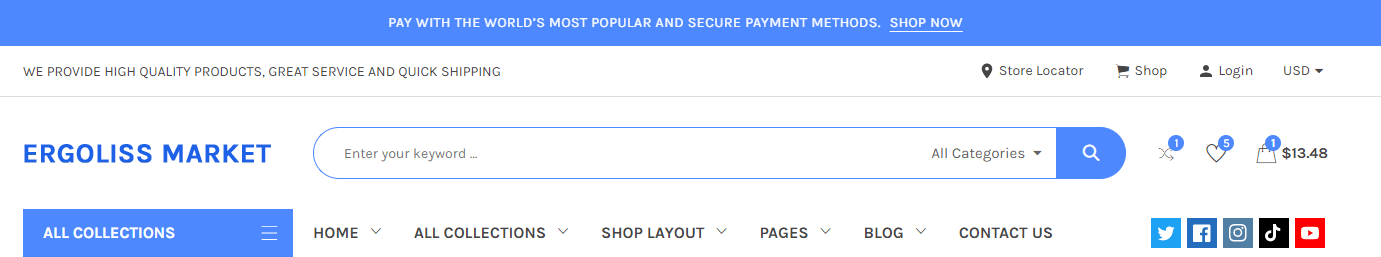 PAY WITH THE WORLD'S MOST POPULAR AND SECURE PAYMENT METHODS. SHOP NOW
WE PROVIDE HIGH QUALITY PRODUCTS, GREAT SERVICE AND QUICK SHIPPING
Store Locator
Shop
Login
USD
ERGOLISS MARKET
Enter your keyword ...
All Categories
1
5
1
$13.48
ALL COLLECTIONS
HOME
ALL COLLECTIONS
SHOP LAYOUT
PAGES
BLOG
CONTACT US